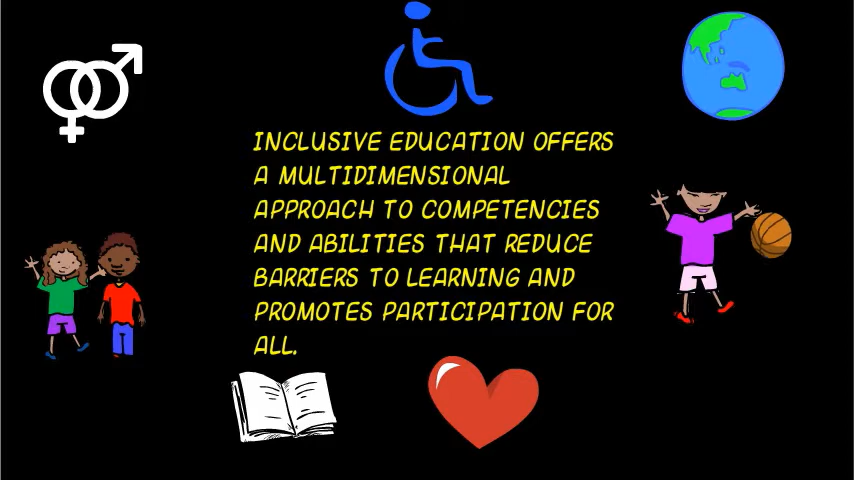 INCLUSIVE EDUCATION OFFERS
A MULTIDIMENSIONAL
APPROACH TO COMPETENCIES
AND ABILITIES THAT REDUCE
BARRIERS TO LEARNING AND
PROMOTES PARTICIPATION FOR
ALL.